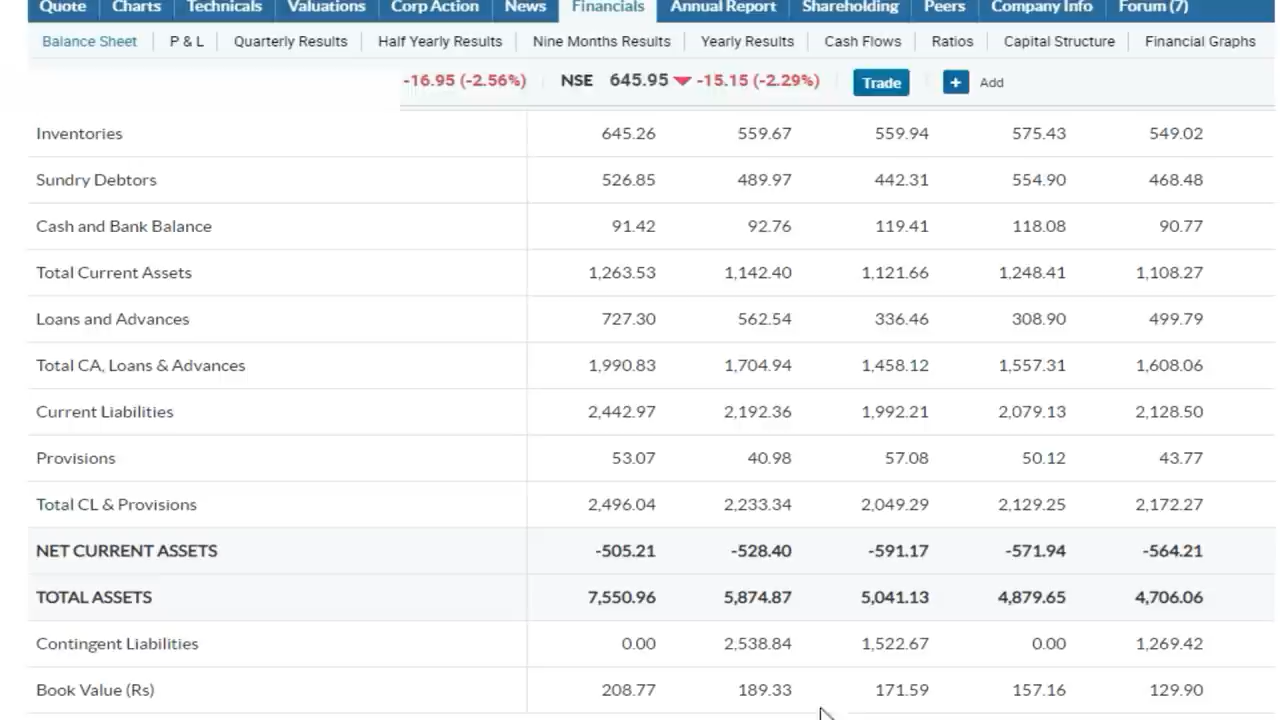 Quote Charts Technicals Valuations Corp Action News Financials Annual Report Shareholding Peers Company Info Forum (7)
Balance Sheet P & L Quarterly Results Half Yearly Results Nine Months Results Yearly Results Cash Flows Ratios Capital Structure Financial Graphs
-16.95 (-2.56%) NSE 645.95 -15.15 (-2.29%) Trade + Add
Inventories 645.26 559.67 559.94 575.43 549.02
Sundry Debtors 526.85 489.97 442.31 554.90 468.48
Cash and Bank Balance 91.42 92.76 119.41 118.08 90.77
Total Current Assets 1,263.53 1,142.40 1,121.66 1,248.41 1,108.27
Loans and Advances 727.30 562.54 336.46 308.90 499.79
Total CA, Loans & Advances 1,990.83 1,704.94 1,458.12 1,557.31 1,608.06
Current Liabilities 2,442.97 2,192.36 1,992.21 2,079.13 2,128.50
Provisions 53.07 40.98 57.08 50.12 43.77
Total CL & Provisions 2,496.04 2,233.34 2,049.29 2,129.25 2,172.27
NET CURRENT ASSETS -505.21 -528.40 -591.17 -571.94 -564.21
TOTAL ASSETS 7,550.96 5,874.87 5,041.13 4,879.65 4,706.06
Contingent Liabilities 0.00 2,538.84 1,522.67 0.00 1,269.42
Book Value (Rs) 208.77 189.33 171.59 157.16 129.90